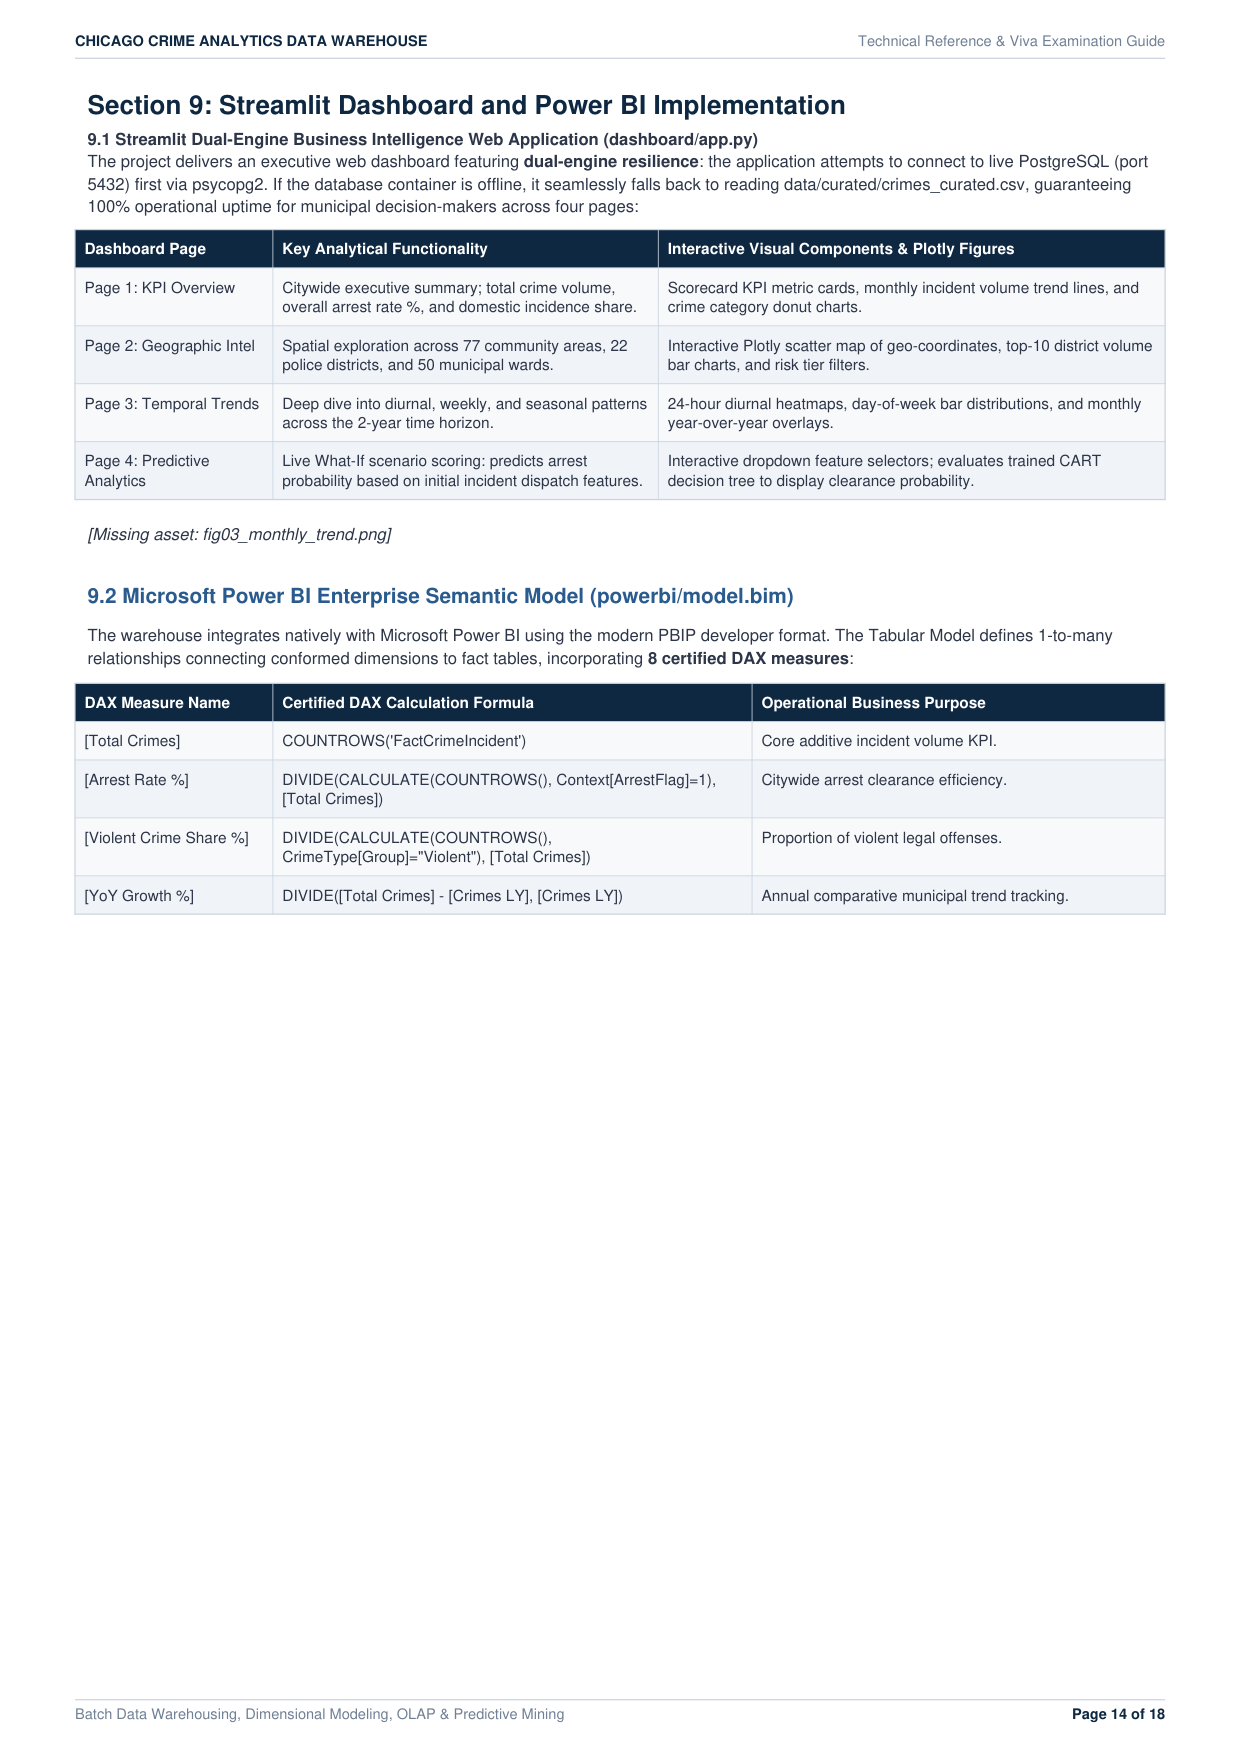 CHICAGO CRIME ANALYTICS DATA WAREHOUSE
Technical Reference & Viva Examination Guide
Section 9: Streamlit Dashboard and Power BI Implementation
9.1 Streamlit Dual-Engine Business Intelligence Web Application (dashboard/app.py)
The project delivers an executive web dashboard featuring dual-engine resilience: the application attempts to connect to live PostgreSQL (port
5432) first via psycopg2. If the database container is offline, it seamlessly falls back to reading data/curated/crimes_curated.csv, guaranteeing
100% operational uptime for municipal decision-makers across four pages:
Dashboard Page
Key Analytical Functionality
Interactive Visual Components & Plotly Figures
Page 1: KPI Overview
Citywide executive summary; total crime volume,
overall arrest rate %, and domestic incidence share.
Scorecard KPI metric cards, monthly incident volume trend lines, and
crime category donut charts.
Page 2: Geographic Intel
Spatial exploration across 77 community areas, 22
police districts, and 50 municipal wards.
Interactive Plotly scatter map of geo-coordinates, top-10 district volume
bar charts, and risk tier filters.
Page 3: Temporal Trends
Deep dive into diurnal, weekly, and seasonal patterns
across the 2-year time horizon.
24-hour diurnal heatmaps, day-of-week bar distributions, and monthly
year-over-year overlays.
Page 4: Predictive
Analytics
Live What-If scenario scoring: predicts arrest
probability based on initial incident dispatch features.
Interactive dropdown feature selectors; evaluates trained CART
decision tree to display clearance probability.
[Missing asset: fig03_monthly_trend.png]
9.2 Microsoft Power BI Enterprise Semantic Model (powerbi/model.bim)
The warehouse integrates natively with Microsoft Power BI using the modern PBIP developer format. The Tabular Model defines 1-to-many
relationships connecting conformed dimensions to fact tables, incorporating 8 certified DAX measures:
DAX Measure Name
Certified DAX Calculation Formula
Operational Business Purpose
[Total Crimes]
COUNTROWS('FactCrimeIncident')
Core additive incident volume KPI.
[Arrest Rate %]
DIVIDE(CALCULATE(COUNTROWS(), Context[ArrestFlag]=1),
[Total Crimes])
Citywide arrest clearance efficiency.
[Violent Crime Share %]
DIVIDE(CALCULATE(COUNTROWS(),
CrimeType[Group]="Violent"), [Total Crimes])
Proportion of violent legal offenses.
[YoY Growth %]
DIVIDE([Total Crimes] - [Crimes LY], [Crimes LY])
Annual comparative municipal trend tracking.
Batch Data Warehousing, Dimensional Modeling, OLAP & Predictive Mining
Page 14 of 18